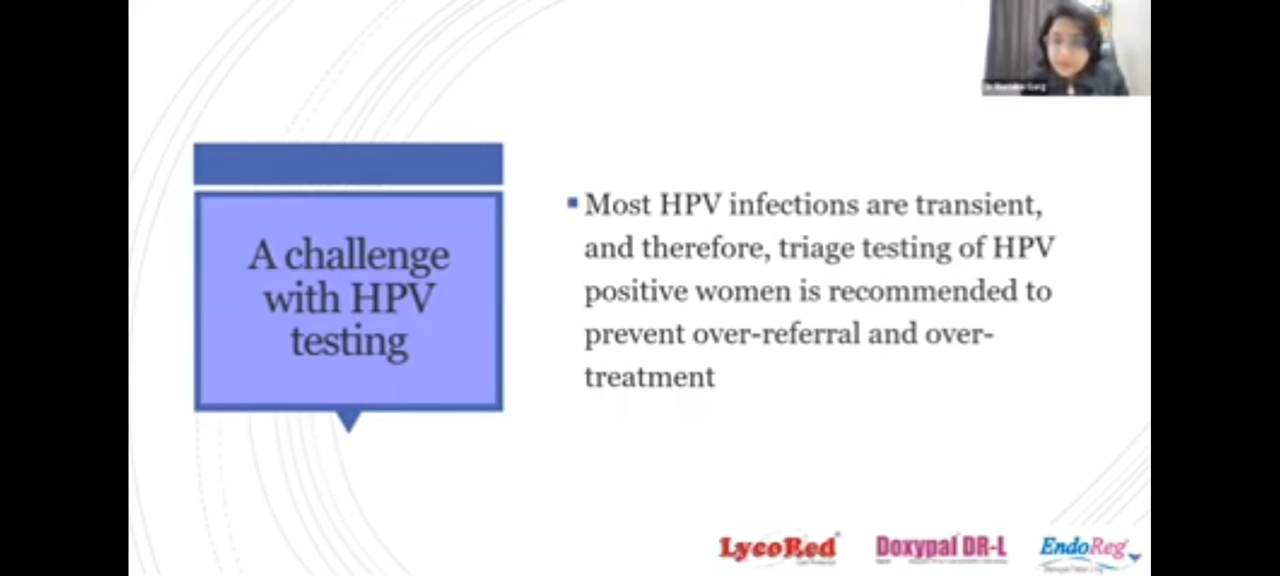 A challenge
with HPV
testing
Most HPV infections are transient,
and therefore, triage testing of HPV
positive women is recommended to
prevent over-referral and over-
treatment
LycoRed
Doxypal DR-L
EndoReg